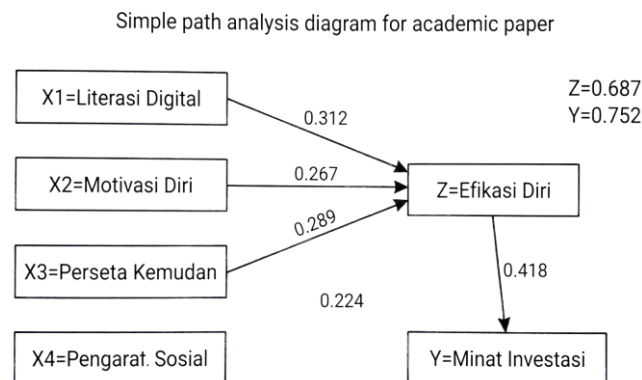 Simple path analysis diagram for academic paper
X1=Literasi Digital
Z=0.687
Y=0.752
0.312
X2=Motivasi Diri
0.267
Z=Efikasi Diri
0.289
X3=Perseta Kemudan
0.418
0.224
X4=Pengarat. Sosial
Y=Minat Investasi